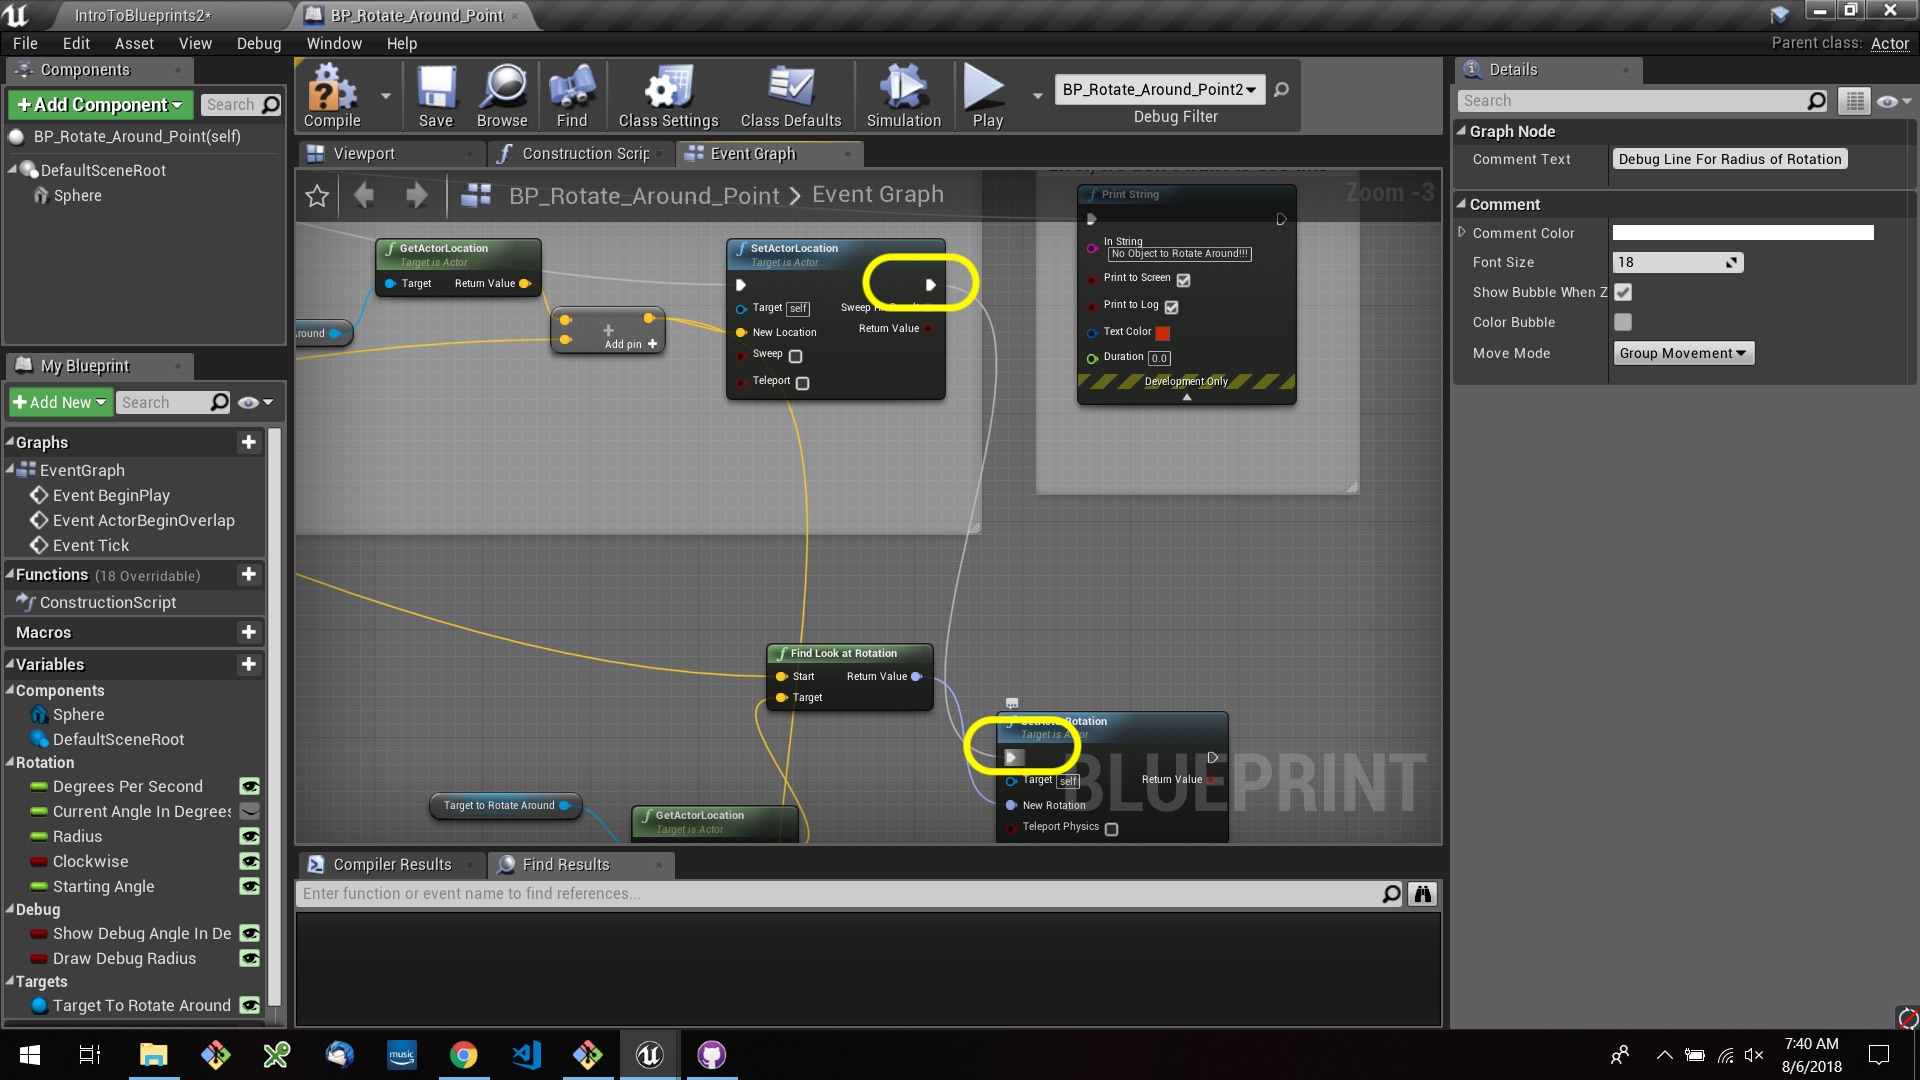 IntroToBlueprints2*
BP_Rotate_Around_Point
File Edit Asset View Debug Window Help
Parent class: Actor
Components
+Add Component
Search
BP_Rotate_Around_Point(self)
DefaultSceneRoot
Sphere
My Blueprint
+Add New
Search
Graphs
EventGraph
Event BeginPlay
Event ActorBeginOverlap
Event Tick
Functions (18 Overridable)
ConstructionScript
Macros
Variables
Components
Sphere
DefaultSceneRoot
Rotation
Degrees Per Second
Current Angle In Degrees
Radius
Clockwise
Starting Angle
Debug
Show Debug Angle In De
Draw Debug Radius
Targets
Target To Rotate Around
Compile
Save
Browse
Find
Class Settings
Class Defaults
Simulation
Play
BP_Rotate_Around_Point2
Debug Filter
Viewport
Construction Scrip
Event Graph
BP_Rotate_Around_Point > Event Graph
Zoom -3
GetActorLocation
Target is Actor
Target Return Value
round
Add pin +
SetActorLocation
Target is Actor
Target self
New Location
Return Value
Sweep
Teleport
Print String
In String
No Object to Rotate Around!!!
Print to Screen
Print to Log
Text Color
Duration 0.0
Development Only
Find Look at Rotation
Start Return Value
Target
Target to Rotate Around
GetActorLocation
Target is Actor
Rotation
Target is Actor
Target self Return Value
New Rotation
Teleport Physics
BLUEPRINT
Compiler Results
Find Results
Enter function or event name to find references...
Details
Search
Graph Node
Comment Text Debug Line For Radius of Rotation
Comment
Comment Color
Font Size 18
Show Bubble When Z
Color Bubble
Move Mode Group Movement
music
7:40 AM
8/6/2018